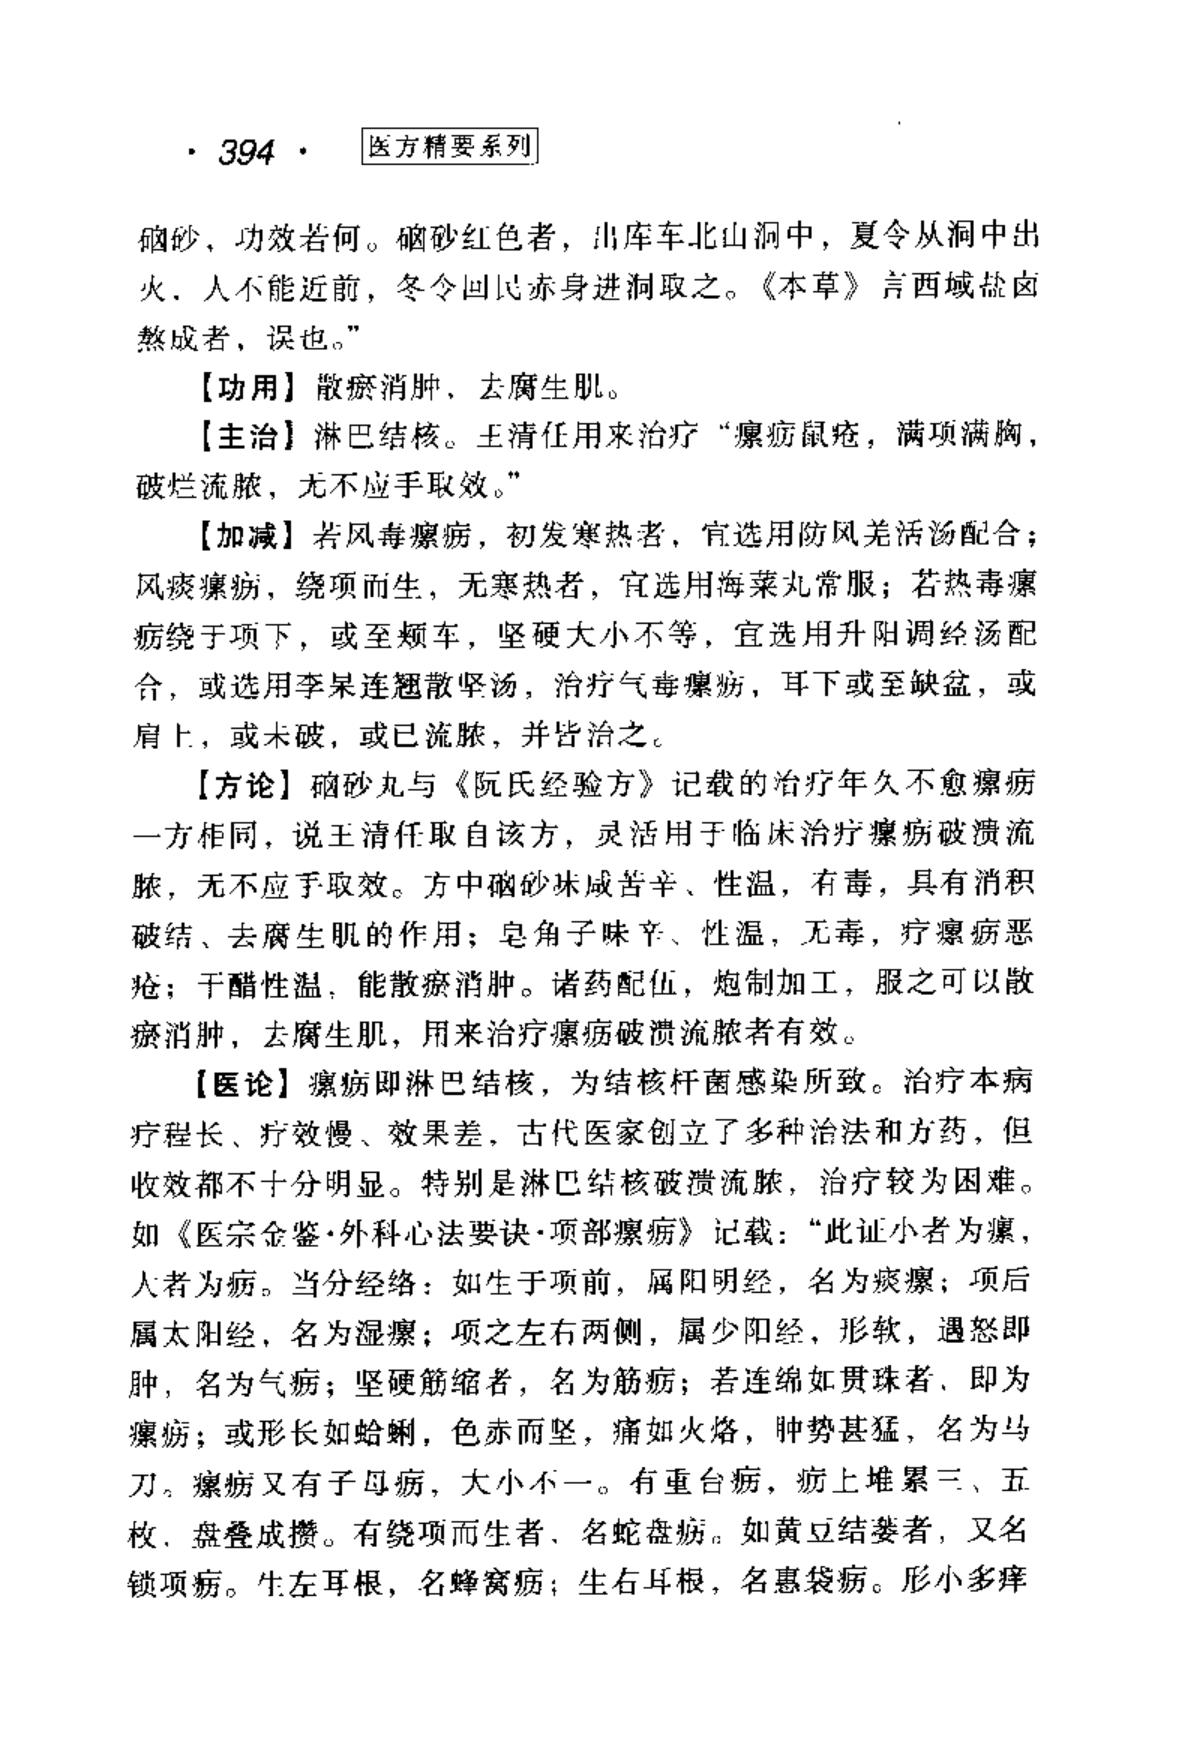 · 394 · 医方精要系列
硇砂、功效若何。硇砂红色者，出库车北山洞中，夏令从洞中出
火，人不能近前，冬令回民赤身进洞取之。《本草》言西域盐卤
熬成者，误也。”
【功用】散瘀消肿、去腐生肌。
【主治】淋巴结核。王清任用来治疗“瘰疬鼠疮，满项满胸，
破烂流脓，无不应手取效。”
【加减】若风毒瘰疬，初发寒热者，宜选用防风羌活汤配合；
风痰瘰疬，绕项而生，无寒热者，宜选用海菜丸常服；若热毒瘰
疬绕于项下，或至颊车，坚硬大小不等，宜选用升阳调经汤配
合，或选用李杲连翘散坚汤，治疗气毒瘰疬，耳下或至缺盆，或
肩上，或未破，或已流脓，并皆治之。
【方论】硇砂丸与《阮氏经验方》记载的治疗年久不愈瘰疬
一方相同，说王清任取自该方，灵活用于临床治疗瘰疬破溃流
脓，无不应手取效。方中硇砂味咸苦辛、性温，有毒，具有消积
破结、去腐生肌的作用；皂角子味辛、性温，无毒，疗瘰疬恶
疮；干醋性温，能散瘀消肿。诸药配伍，炮制加工，服之可以散
瘀消肿，去腐生肌，用来治疗瘰疬破溃流脓者有效。
【医论】瘰疬即淋巴结核，为结核杆菌感染所致。治疗本病
疗程长、疗效慢、效果差，古代医家创立了多种治法和方药，但
收效都不十分明显。特别是淋巴结核破溃流脓，治疗较为困难。
如《医宗金鉴·外科心法要诀·项部瘰疬》记载：“此证小者为瘰，
大者为疬。当分经络：如生于项前，属阳明经，名为痰瘰；项后
属太阳经，名为湿瘰；项之左右两侧，属少阳经，形软，遇怒即
肿，名为气疬；坚硬筋缩者，名为筋疬；若连绵如贯珠者，即为
瘰疬；或形长如蛤蜊，色赤而坚，痛如火烙，肿势甚猛，名为马
刀。瘰疬又有子母疬，大小不一。有重台疬，疬上堆累三、五
枚，盘叠成攒。有绕项而生者，名蛇盘疬。如黄豆结蒌者，又名
锁项疬。生左耳根，名蜂窝疬；生右耳根，名惠袋疬。形小多痒